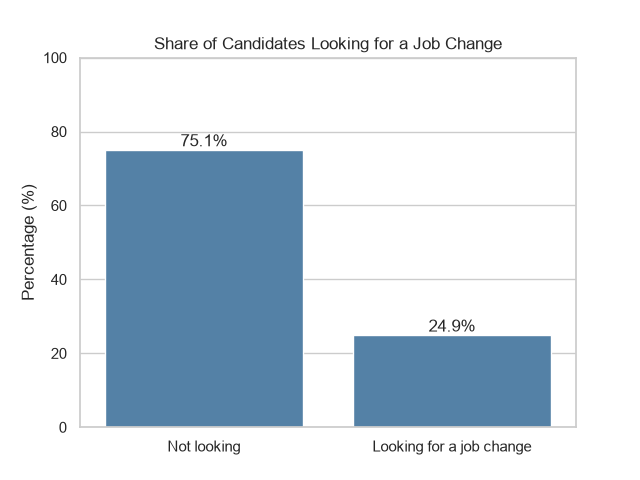 Share of Candidates Looking for a Job Change
Percentage (%)
100
80
60
40
20
0
75.1%
24.9%
Not looking
Looking for a job change